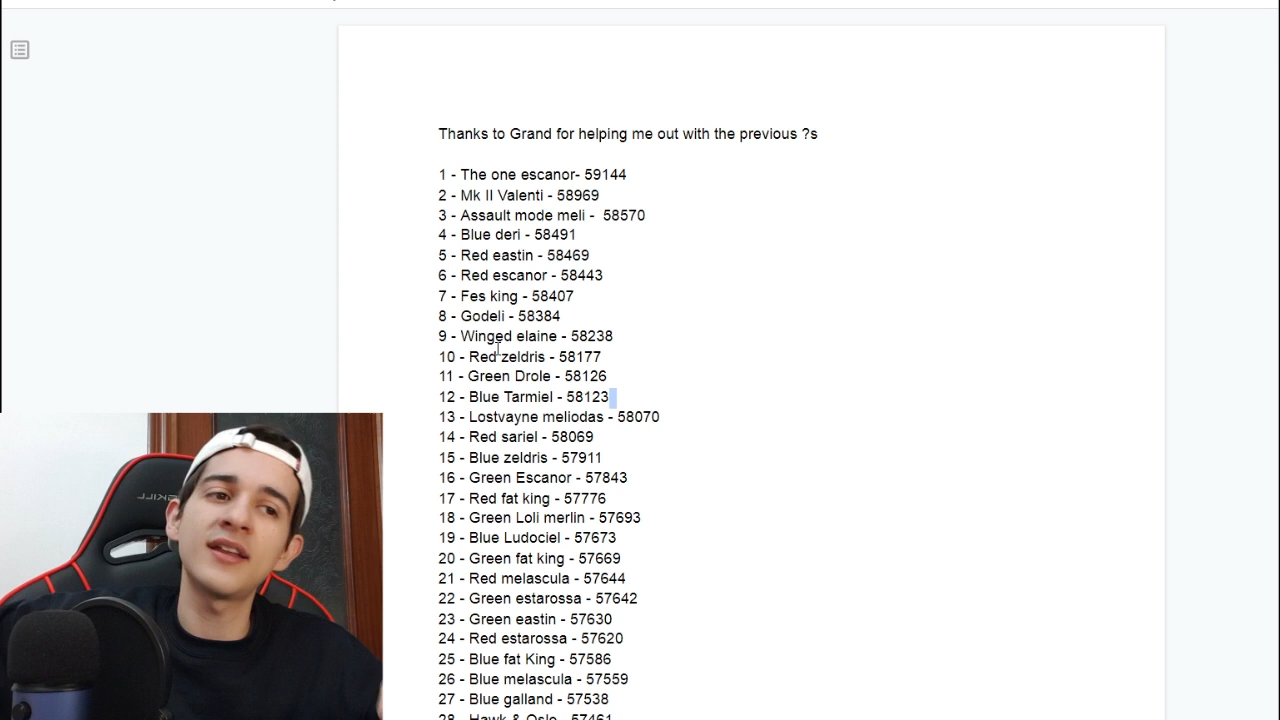 Thanks to Grand for helping me out with the previous ?s
1 - The one escanor- 59144
2 - Mk II Valenti - 58969
3 - Assault mode meli -  58570
4 - Blue deri - 58491
5 - Red eastin - 58469
6 - Red escanor - 58443
7 - Fes king - 58407
8 - Godeli - 58384
9 - Winged elaine - 58238
10 - Red zeldris - 58177
11 - Green Drole - 58126
12 - Blue Tarmiel - 58123
13 - Lostvayne meliodas - 58070
14 - Red sariel - 58069
15 - Blue zeldris - 57911
16 - Green Escanor - 57843
17 - Red fat king - 57776
18 - Green Loli merlin - 57693
19 - Blue Ludociel - 57673
20 - Green fat king - 57669
21 - Red melascula - 57644
22 - Green estarossa - 57642
23 - Green eastin - 57630
24 - Red estarossa - 57620
25 - Blue fat King - 57586
26 - Blue melascula - 57559
27 - Blue galland - 57538
28 - Hawk & Oslo - 57461